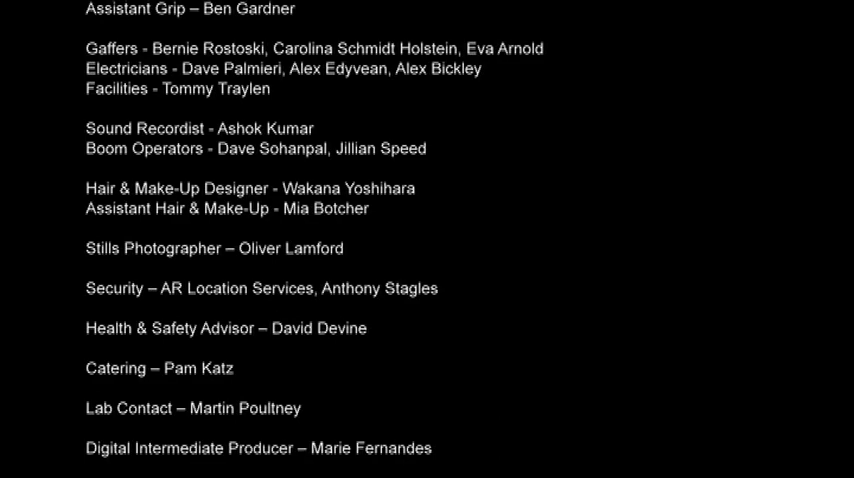 Assistant Grip – Ben Gardner
Gaffers - Bernie Rostoski, Carolina Schmidt Holstein, Eva Arnold
Electricians - Dave Palmieri, Alex Edyvean, Alex Bickley
Facilities - Tommy Traylen
Sound Recordist - Ashok Kumar
Boom Operators - Dave Sohanpal, Jillian Speed
Hair & Make-Up Designer - Wakana Yoshihara
Assistant Hair & Make-Up - Mia Botcher
Stills Photographer – Oliver Lamford
Security – AR Location Services, Anthony Stagles
Health & Safety Advisor – David Devine
Catering – Pam Katz
Lab Contact – Martin Poultney
Digital Intermediate Producer – Marie Fernandes